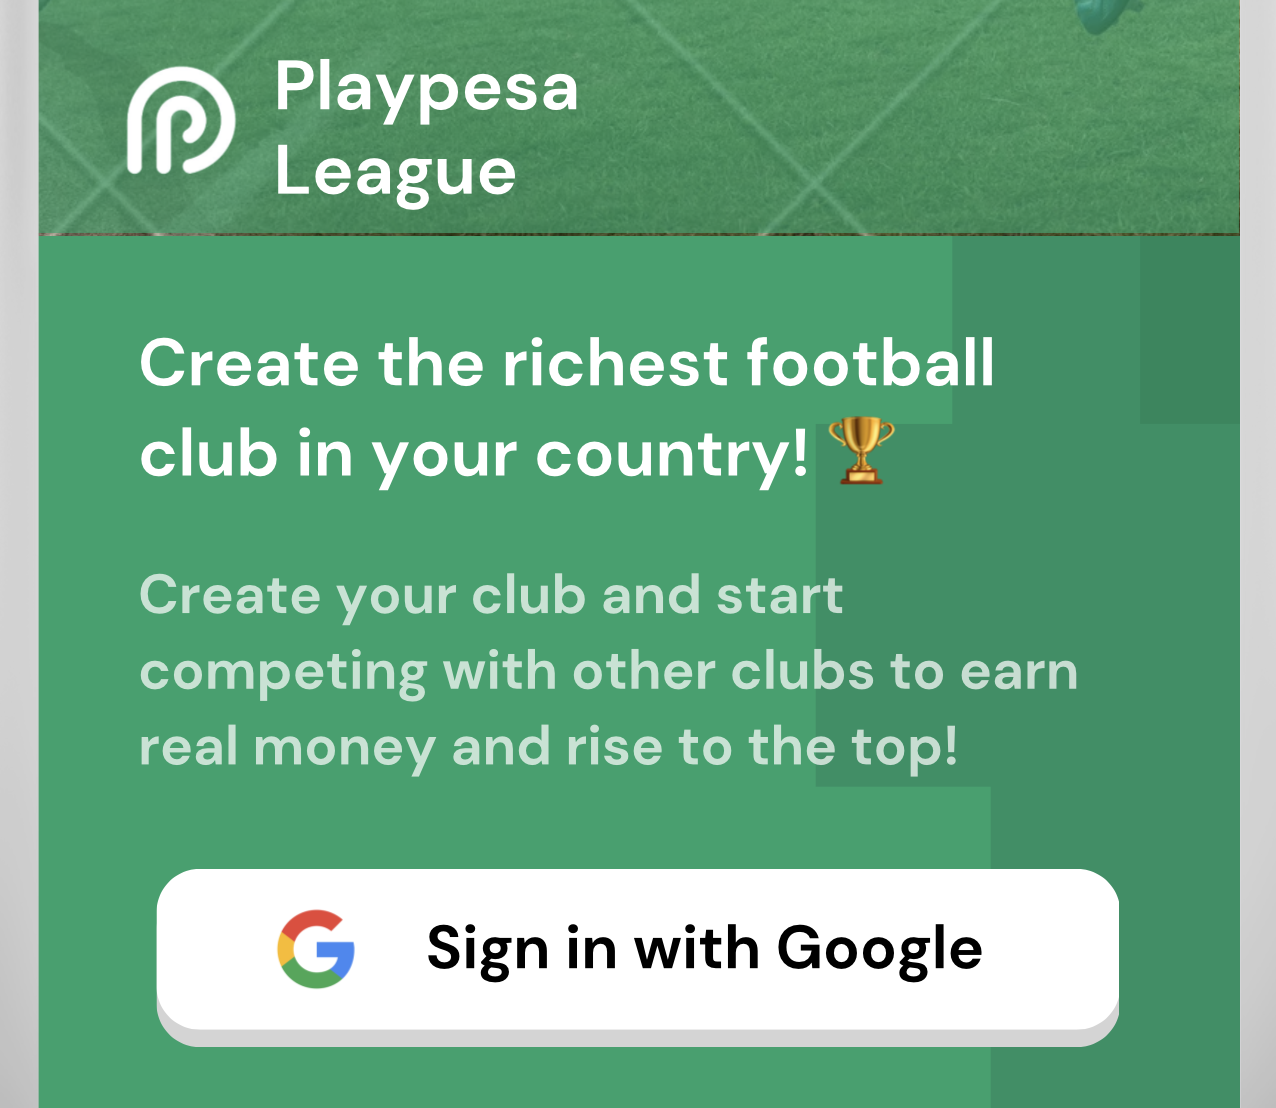 Playpesa
League
Create the richest football
club in your country! 🏆
Create your club and start
competing with other clubs to earn
real money and rise to the top!
Sign in with Google